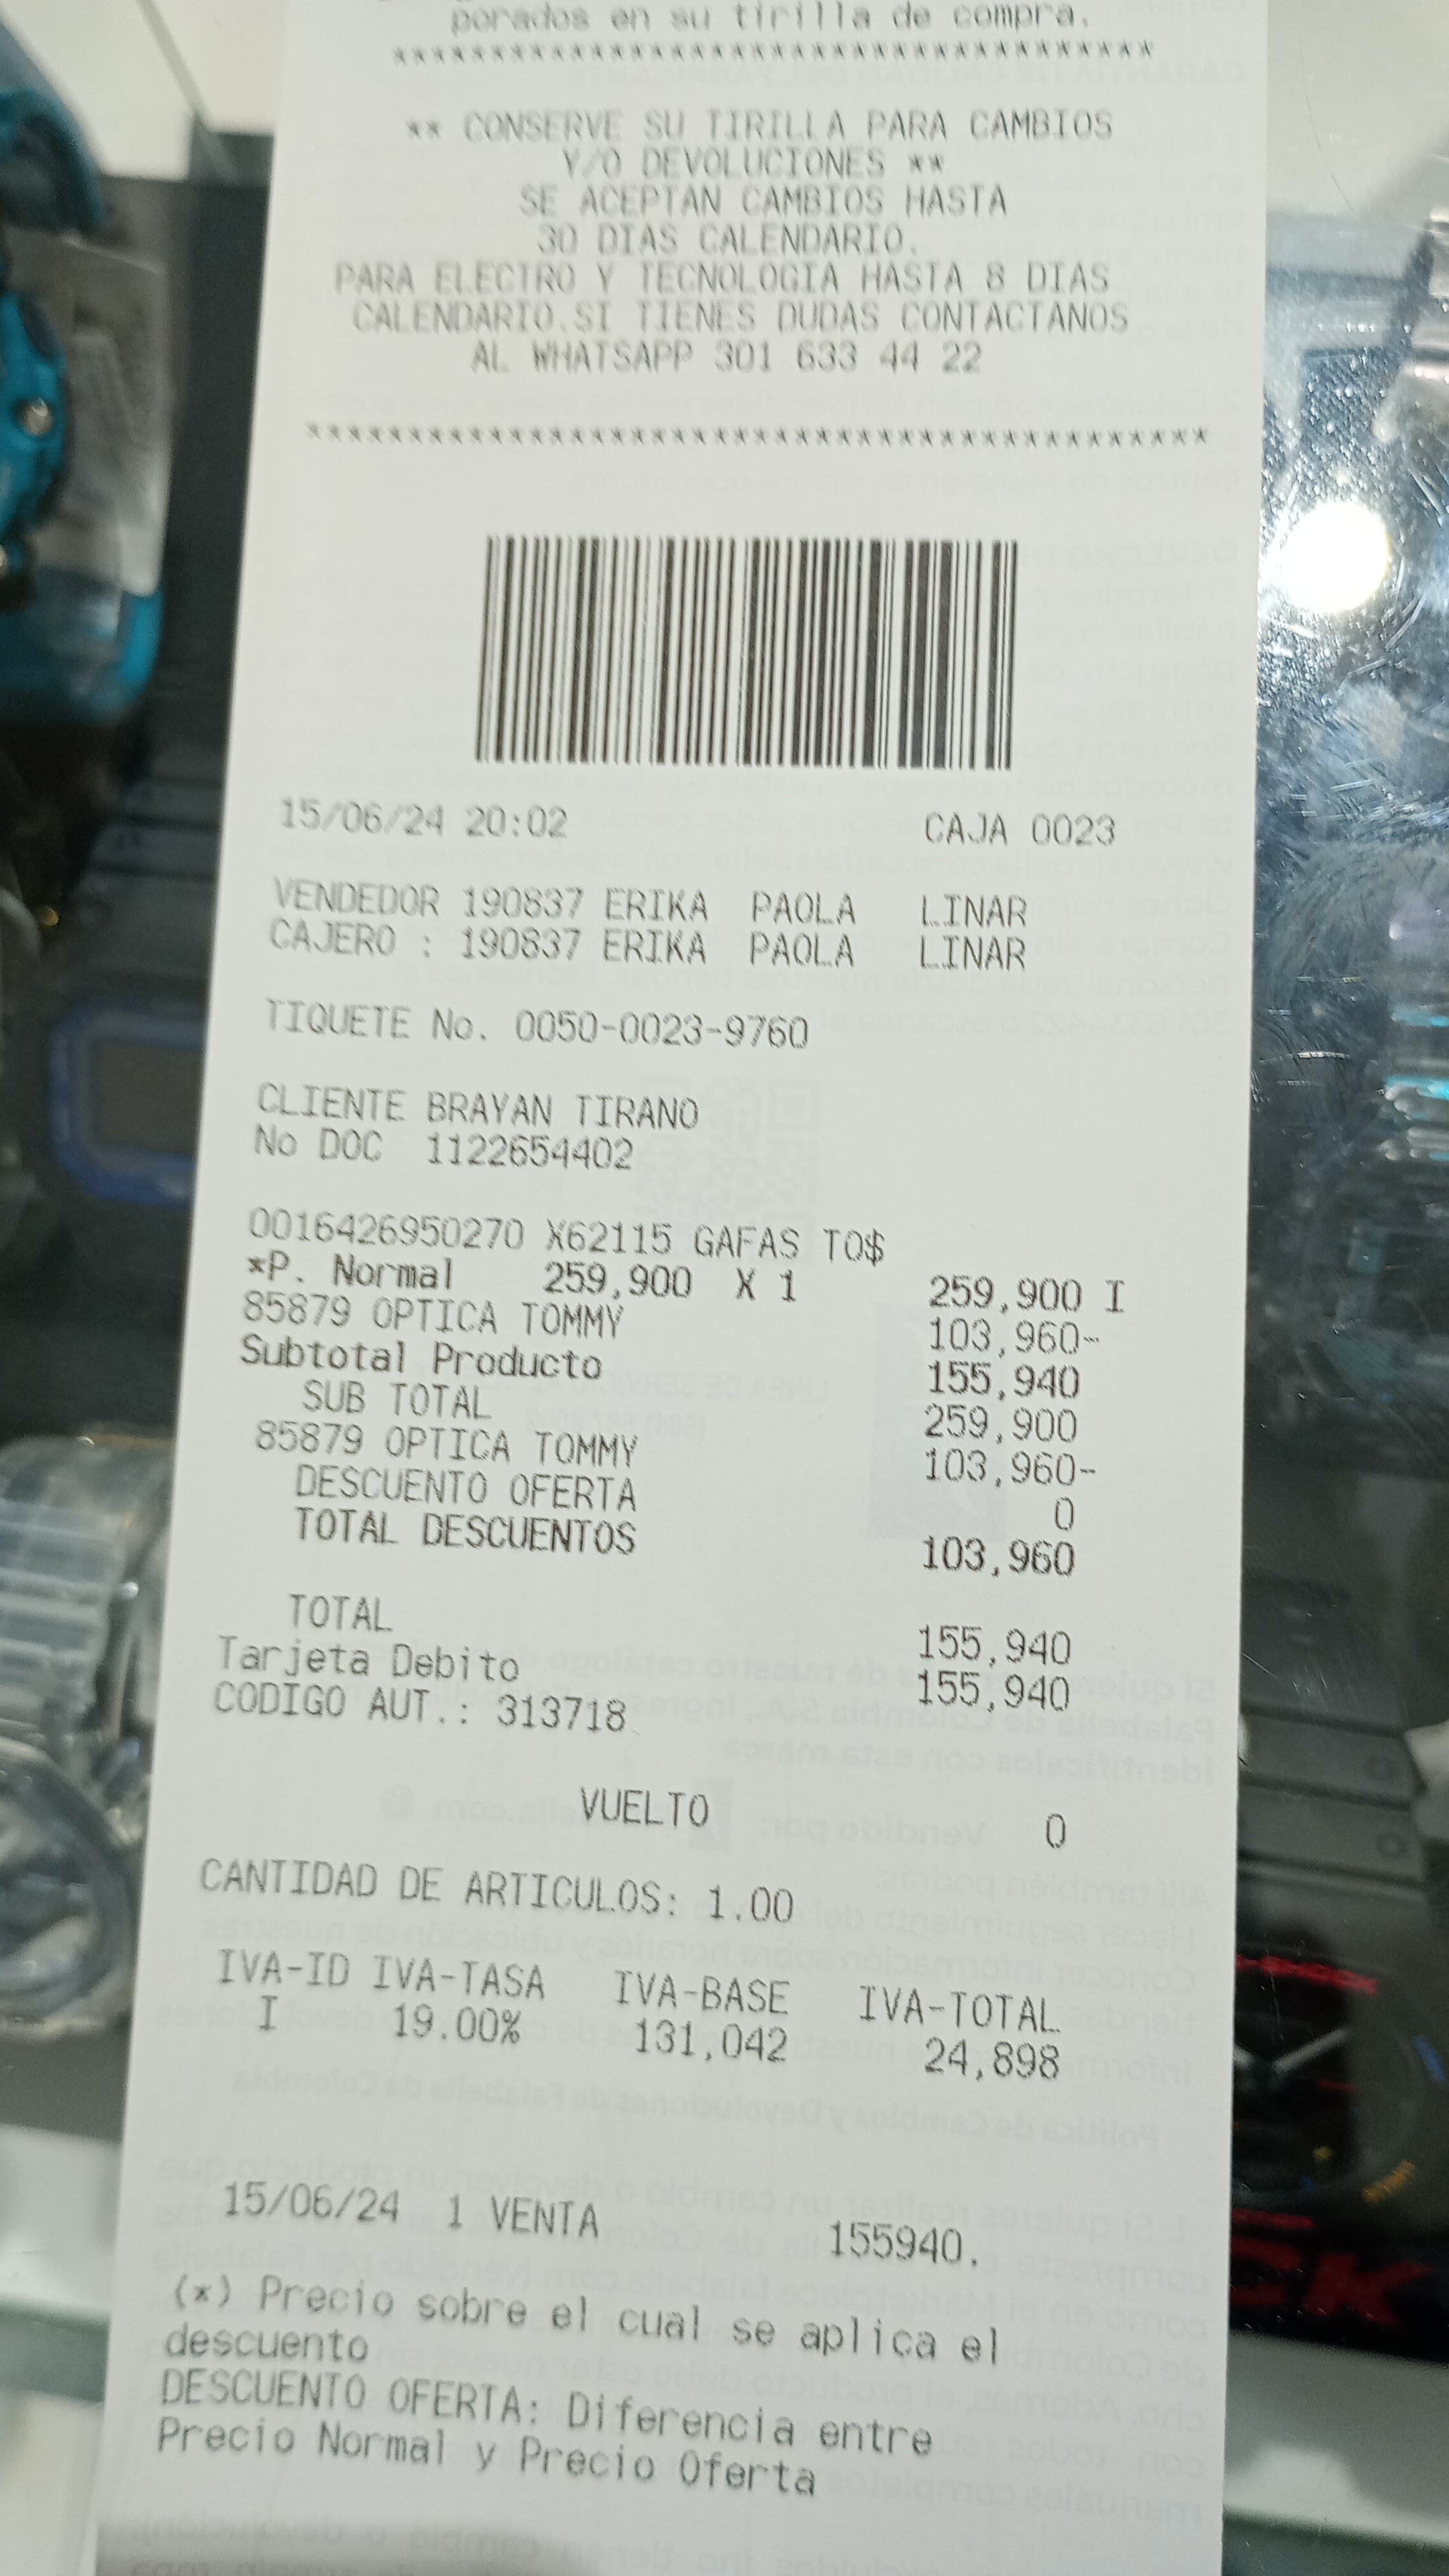 porados en su tirilla de compra.
****************************************
** CONSERVE SU TIRILLA PARA CAMBIOS
Y/O DEVOLUCIONES **
SE ACEPTAN CAMBIOS HASTA
30 DIAS CALENDARIO.
PARA ELECTRO Y TECNOLOGIA HASTA 8 DIAS
CALENDARIO.SI TIENES DUDAS CONTACTANOS
AL WHATSAPP 301 633 44 22
********************************************
15/06/24 20:02 CAJA 0023
VENDEDOR 190837 ERIKA PAOLA LINAR
CAJERO : 190837 ERIKA PAOLA LINAR
TIQUETE No. 0050-0023-9760
CLIENTE BRAYAN TIRANO
No DOC 1122654402
0016426950270 X62115 GAFAS TO$
*P. Normal 259,900 X 1 259,900 I
85879 OPTICA TOMMY 103,960-
Subtotal Producto 155,940
SUB TOTAL 259,900
85879 OPTICA TOMMY 103,960-
DESCUENTO OFERTA 0
TOTAL DESCUENTOS 103,960
TOTAL 155,940
Tarjeta Debito 155,940
CODIGO AUT.: 313718
VUELTO 0
CANTIDAD DE ARTICULOS: 1.00
IVA-ID IVA-TASA IVA-BASE IVA-TOTAL
I 19.00% 131,042 24,898
15/06/24 1 VENTA 155940.
(*) Precio sobre el cual se aplica el
descuento
DESCUENTO OFERTA: Diferencia entre
Precio Normal y Precio Oferta